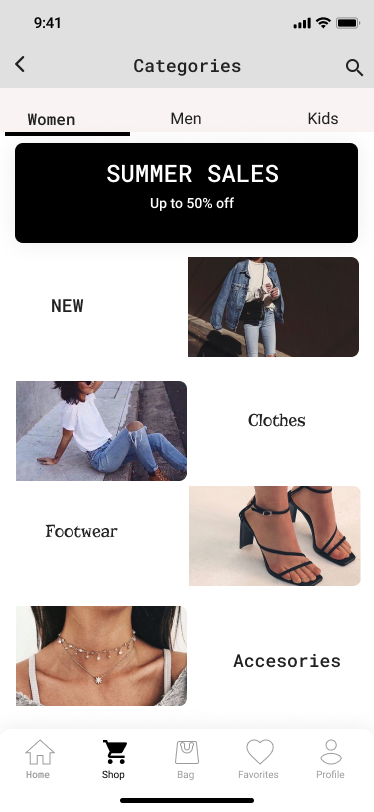 9:41
Categories
Women Men Kids
SUMMER SALES
Up to 50% off
NEW
Clothes
Footwear
Accesories
Home Shop Bag Favorites Profile